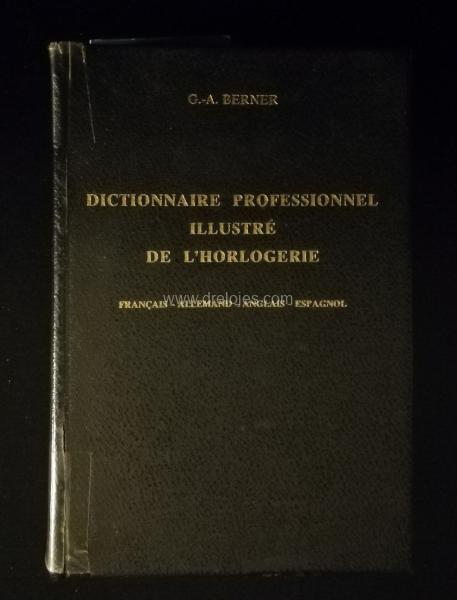 G.-A. BERNER
DICTIONNAIRE PROFESSIONNEL
ILLUSTRÉ
DE L'HORLOGERIE
www.drelojes.com
FRANÇAIS - ALLEMAND - ANGLAIS - ESPAGNOL